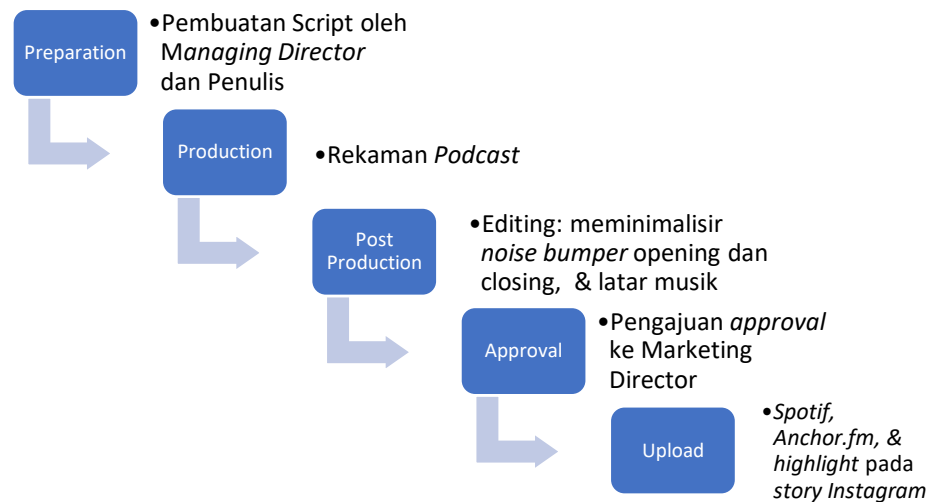 Preparation
•Pembuatan Script oleh
Managing Director
dan Penulis
Production
•Rekaman Podcast
Post
Production
•Editing: meminimalisir
noise bumper opening dan
closing, & latar musik
Approval
•Pengajuan approval
ke Marketing
Director
Upload
•Spotif,
Anchor.fm, &
highlight pada
story Instagram